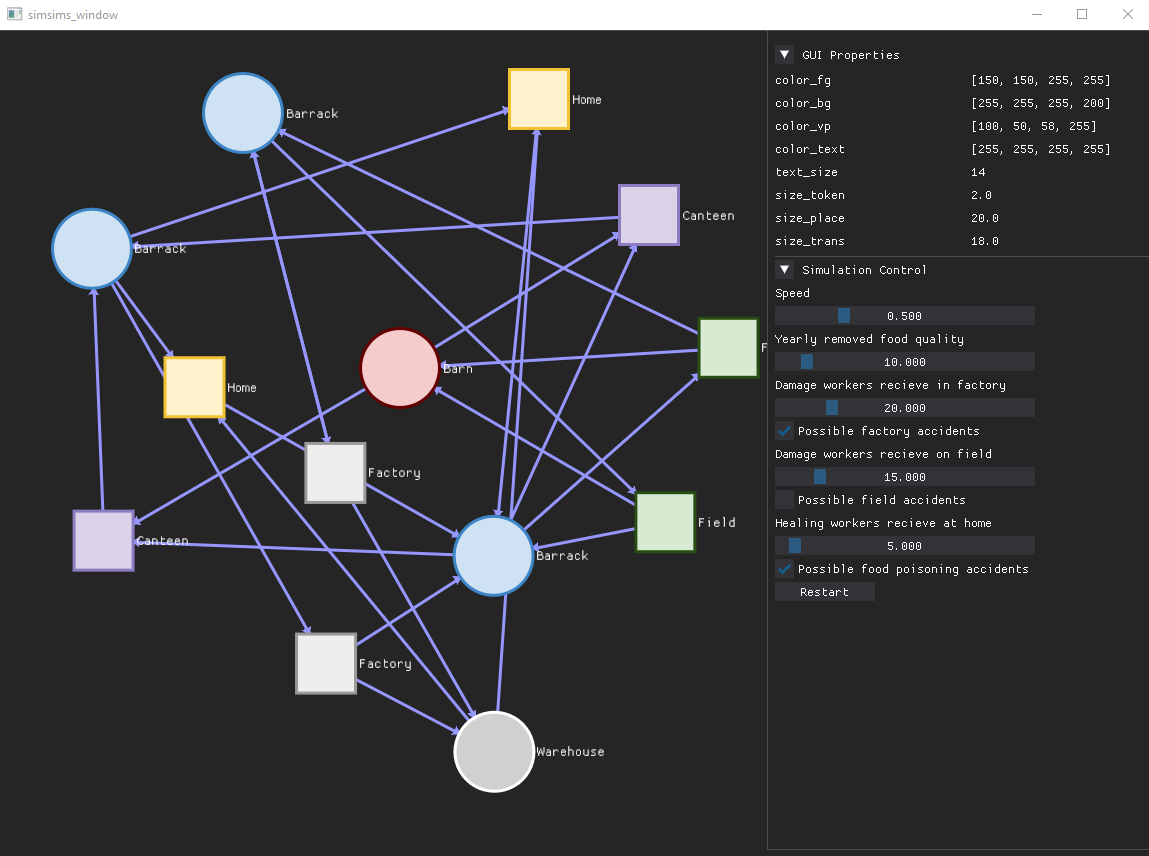 simsims_window
Barrack
Home
Canteen
Barrack
Barn
Home
Factory
Field
Canteen
Barrack
Factory
Warehouse
GUI Properties
color_fg [150, 150, 255, 255]
color_bg [255, 255, 255, 200]
color_vp [100, 50, 58, 255]
color_text [255, 255, 255, 255]
text_size 14
size_token 2.0
size_place 20.0
size_trans 18.0
Simulation Control
Speed
0.500
Yearly removed food quality
10.000
Damage workers recieve in factory
20.000
Possible factory accidents
Damage workers recieve on field
15.000
Possible field accidents
Healing workers recieve at home
5.000
Possible food poisoning accidents
Restart